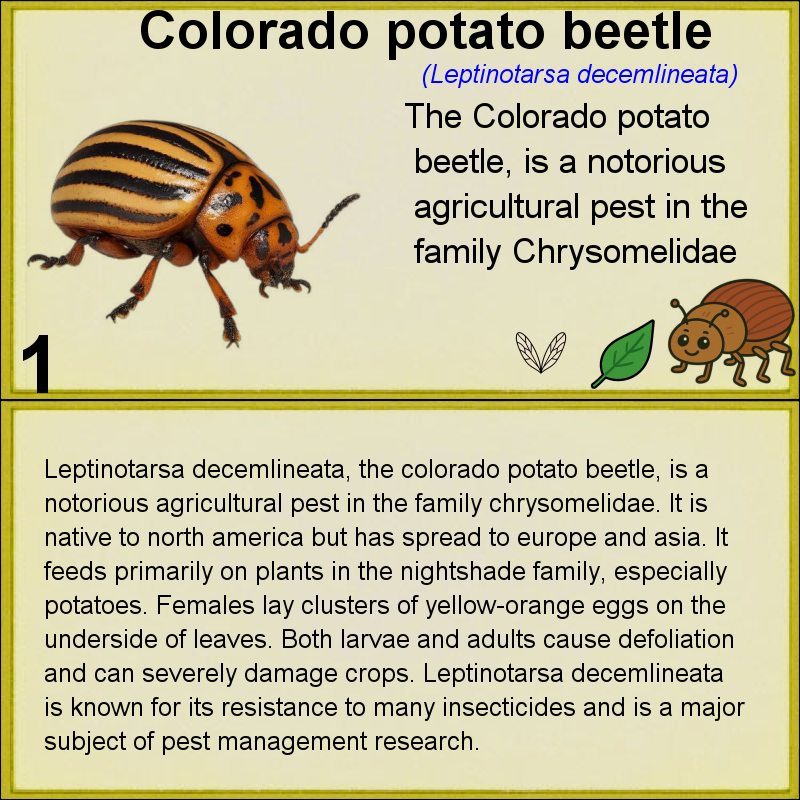 Colorado potato beetle
(Leptinotarsa decemlineata)
The Colorado potato
beetle, is a notorious
agricultural pest in the
family Chrysomelidae
1
Leptinotarsa decemlineata, the colorado potato beetle, is a
notorious agricultural pest in the family chrysomelidae. It is
native to north america but has spread to europe and asia. It
feeds primarily on plants in the nightshade family, especially
potatoes. Females lay clusters of yellow-orange eggs on the
underside of leaves. Both larvae and adults cause defoliation
and can severely damage crops. Leptinotarsa decemlineata
is known for its resistance to many insecticides and is a major
subject of pest management research.